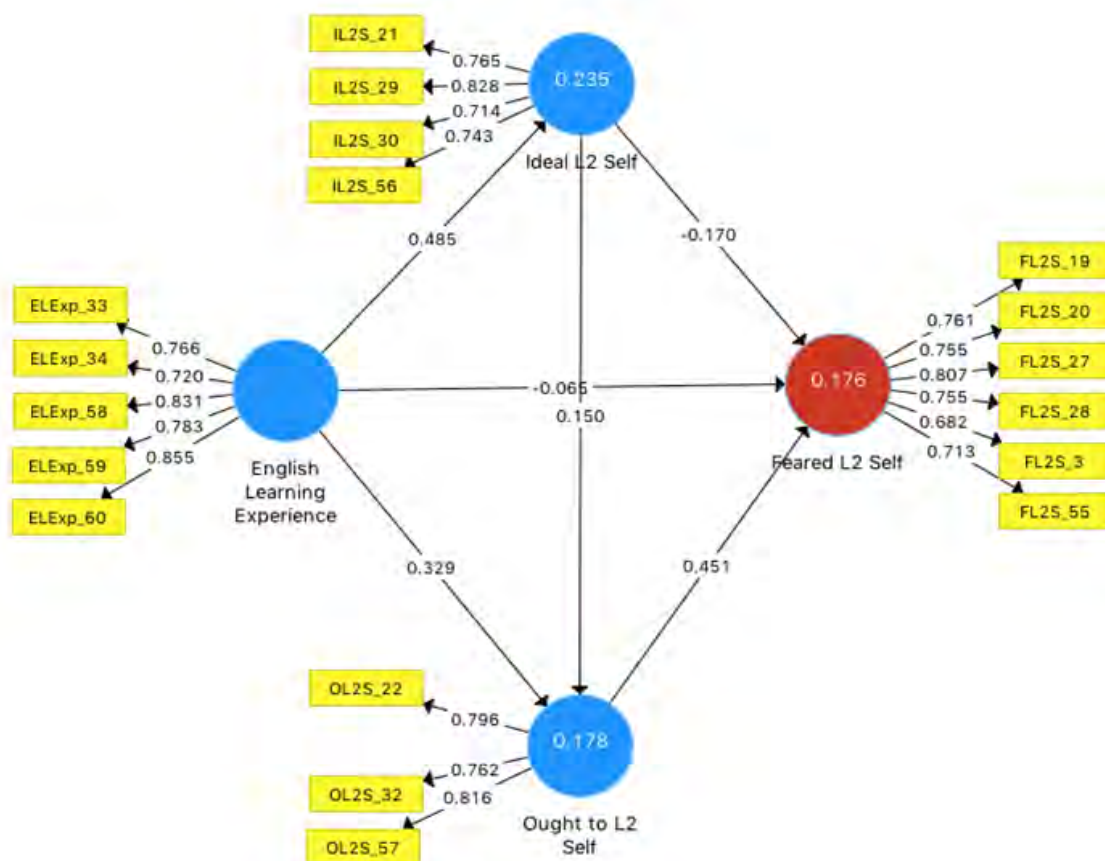 IL2S_21
0.765
IL2S_29
0.828
0.714
IL2S_30
0.743
IL2S_56
0.235
Ideal L2 Self
0.485
-0.170
ELExp_33
0.766
ELExp_34
0.720
ELExp_58
0.831
0.783
ELExp_59
0.855
ELExp_60
English
Learning
Experience
-0.065
0.150
0.176
Feared L2 Self
FL2S_19
0.761
FL2S_20
0.755
FL2S_27
0.807
0.755
FL2S_28
0.682
FL2S_3
0.713
FL2S_55
0.329
0.451
OL2S_22
0.796
0.762
OL2S_32
0.816
OL2S_57
0.178
Ought to L2
Self